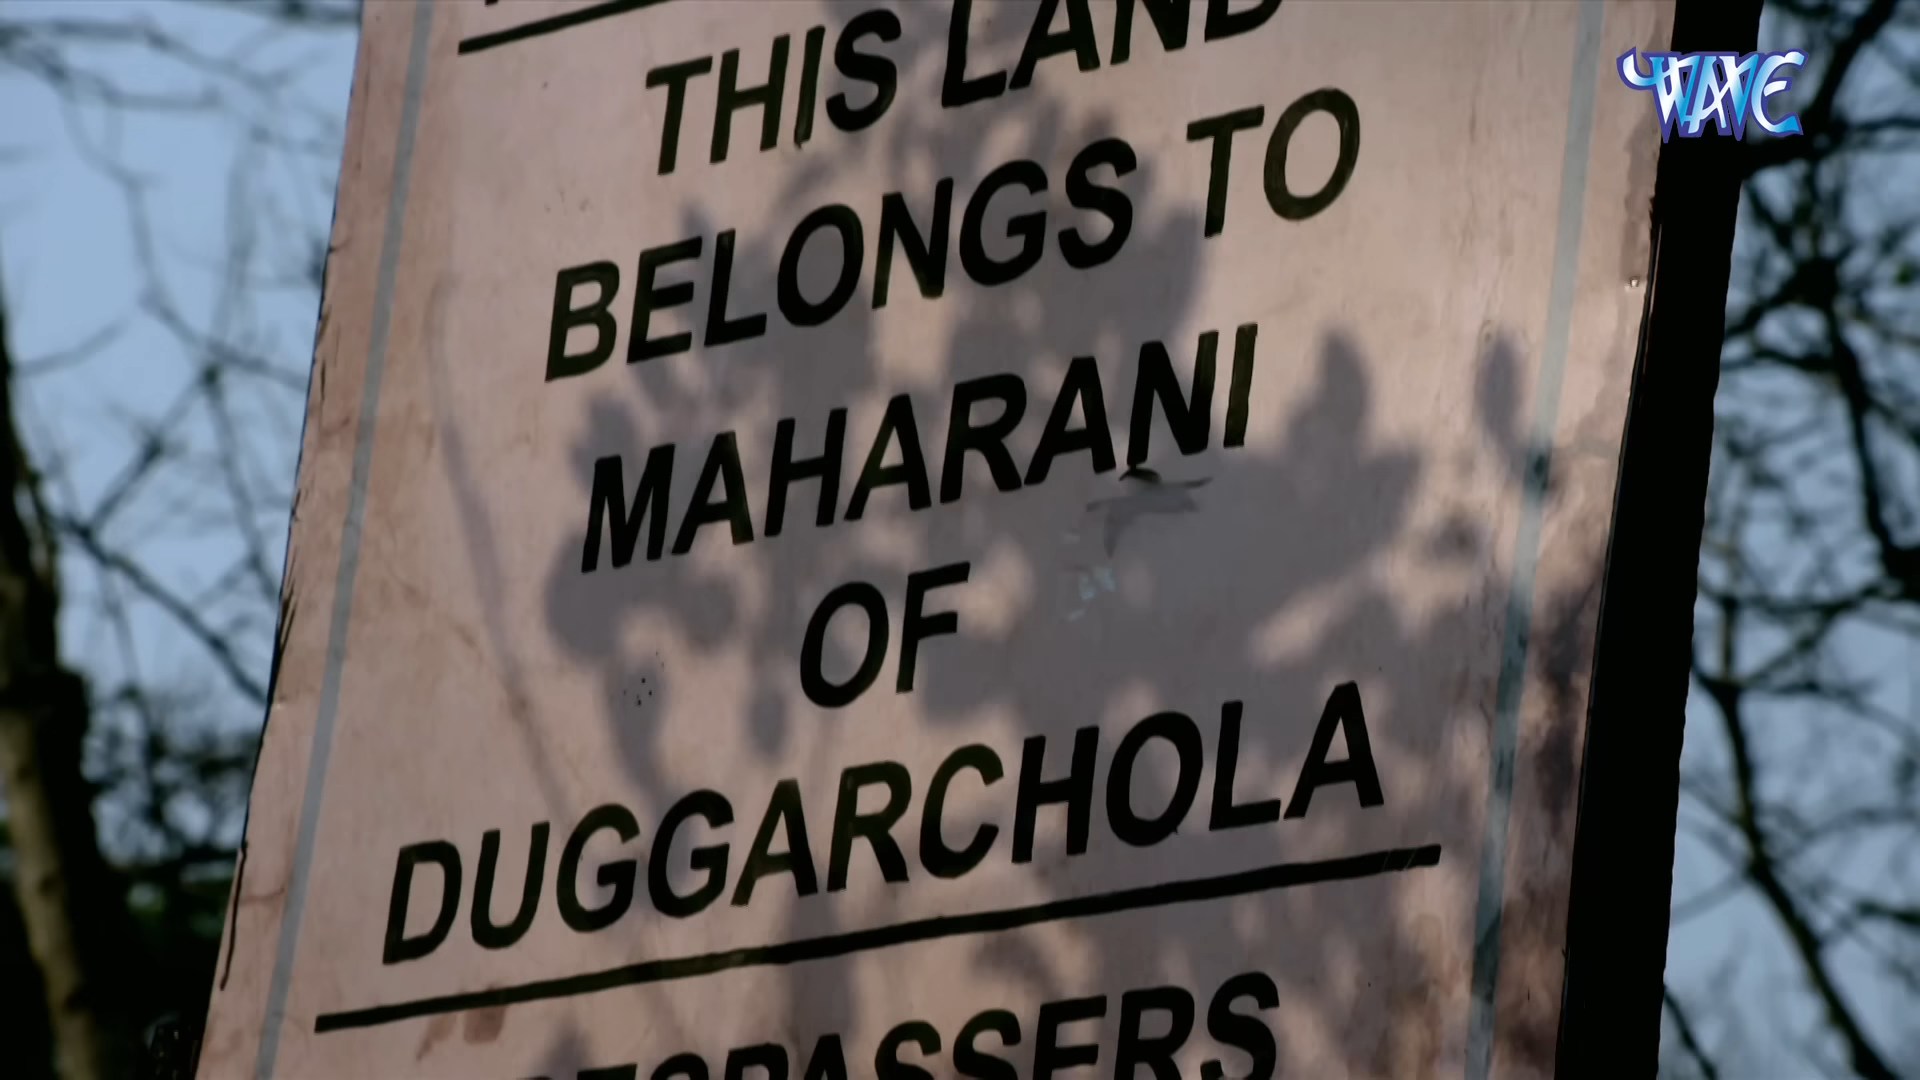 THIS LAND
BELONGS TO
MAHARANI
OF
DUGGARCHOLA
TRESPASSERS
WAVE